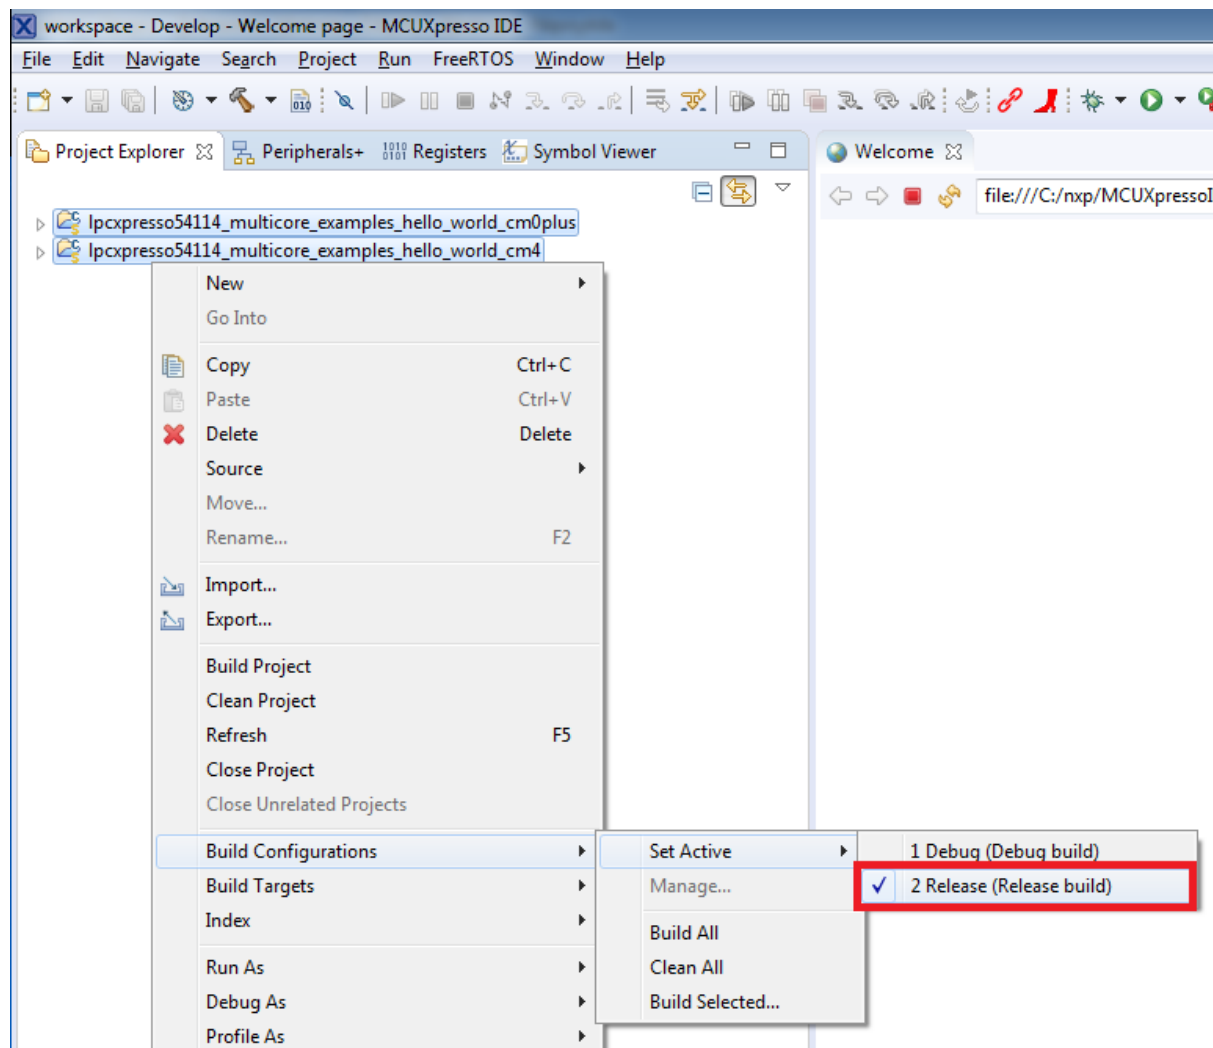 workspace - Develop - Welcome page - MCUXpresso IDE
File Edit Navigate Search Project Run FreeRTOS Window Help
010
Project Explorer Peripherals+ 1010 0101 Registers Symbol Viewer Welcome
file:///C:/nxp/MCUXpressoI
lpcxpresso54114_multicore_examples_hello_world_cm0plus
lpcxpresso54114_multicore_examples_hello_world_cm4
New
Go Into
Copy Ctrl+C
Paste Ctrl+V
Delete Delete
Source
Move...
Rename... F2
Import...
Export...
Build Project
Clean Project
Refresh F5
Close Project
Close Unrelated Projects
Build Configurations Set Active 1 Debug (Debug build)
Build Targets Manage... 2 Release (Release build)
Index
Build All
Run As Clean All
Debug As Build Selected...
Profile As